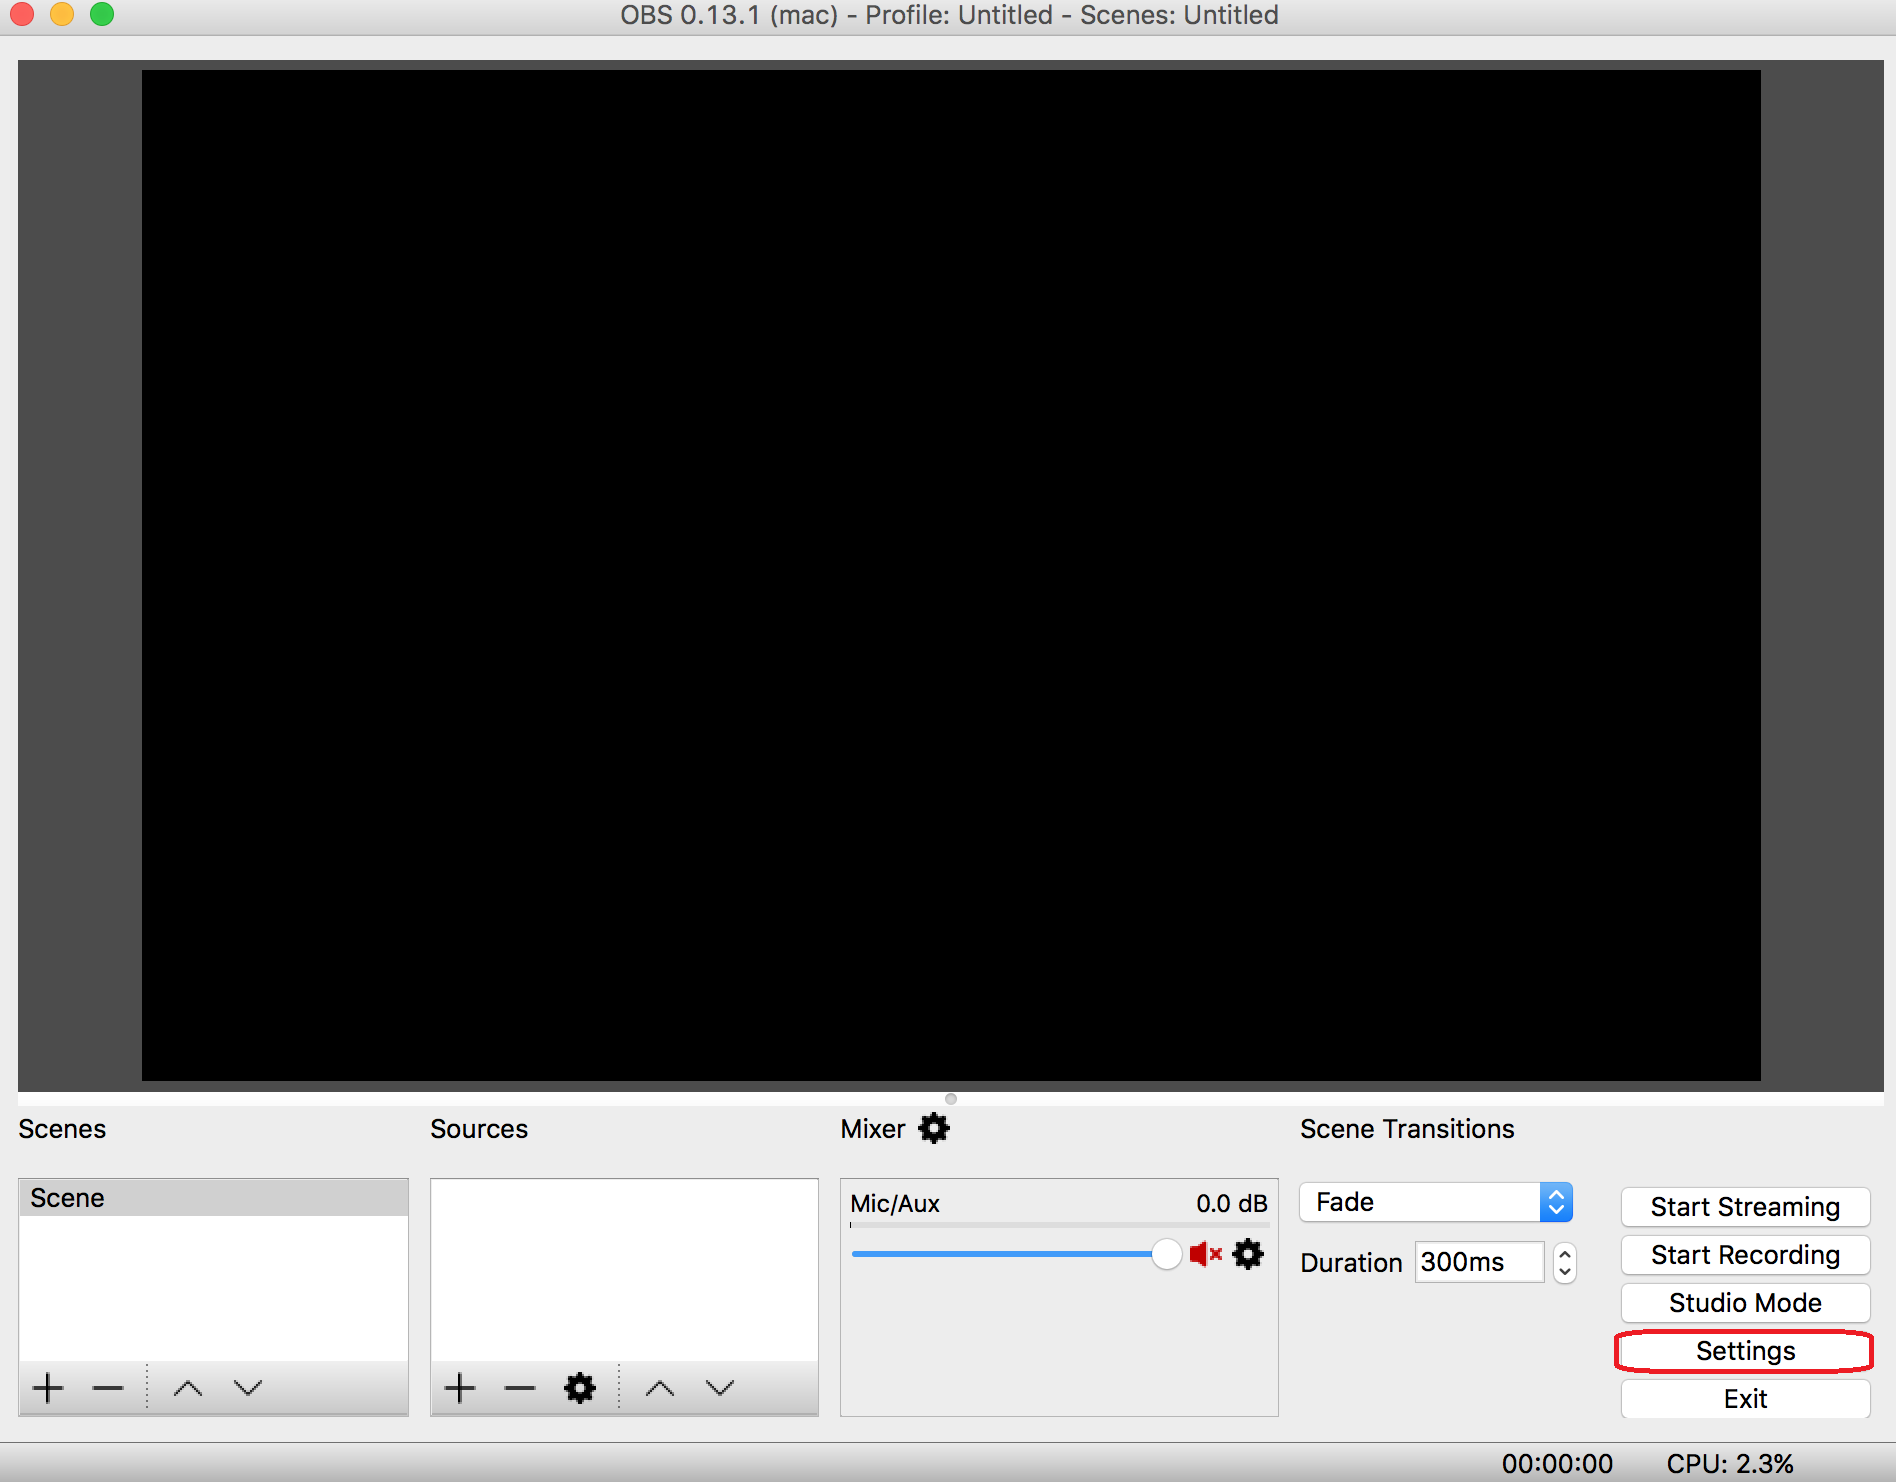 OBS 0.13.1 (mac) - Profile: Untitled - Scenes: Untitled
Scenes
Scene
Sources
Mixer
Mic/Aux 0.0 dB
Scene Transitions
Fade
Duration 300ms
Start Streaming
Start Recording
Studio Mode
Settings
Exit
00:00:00 CPU: 2.3%